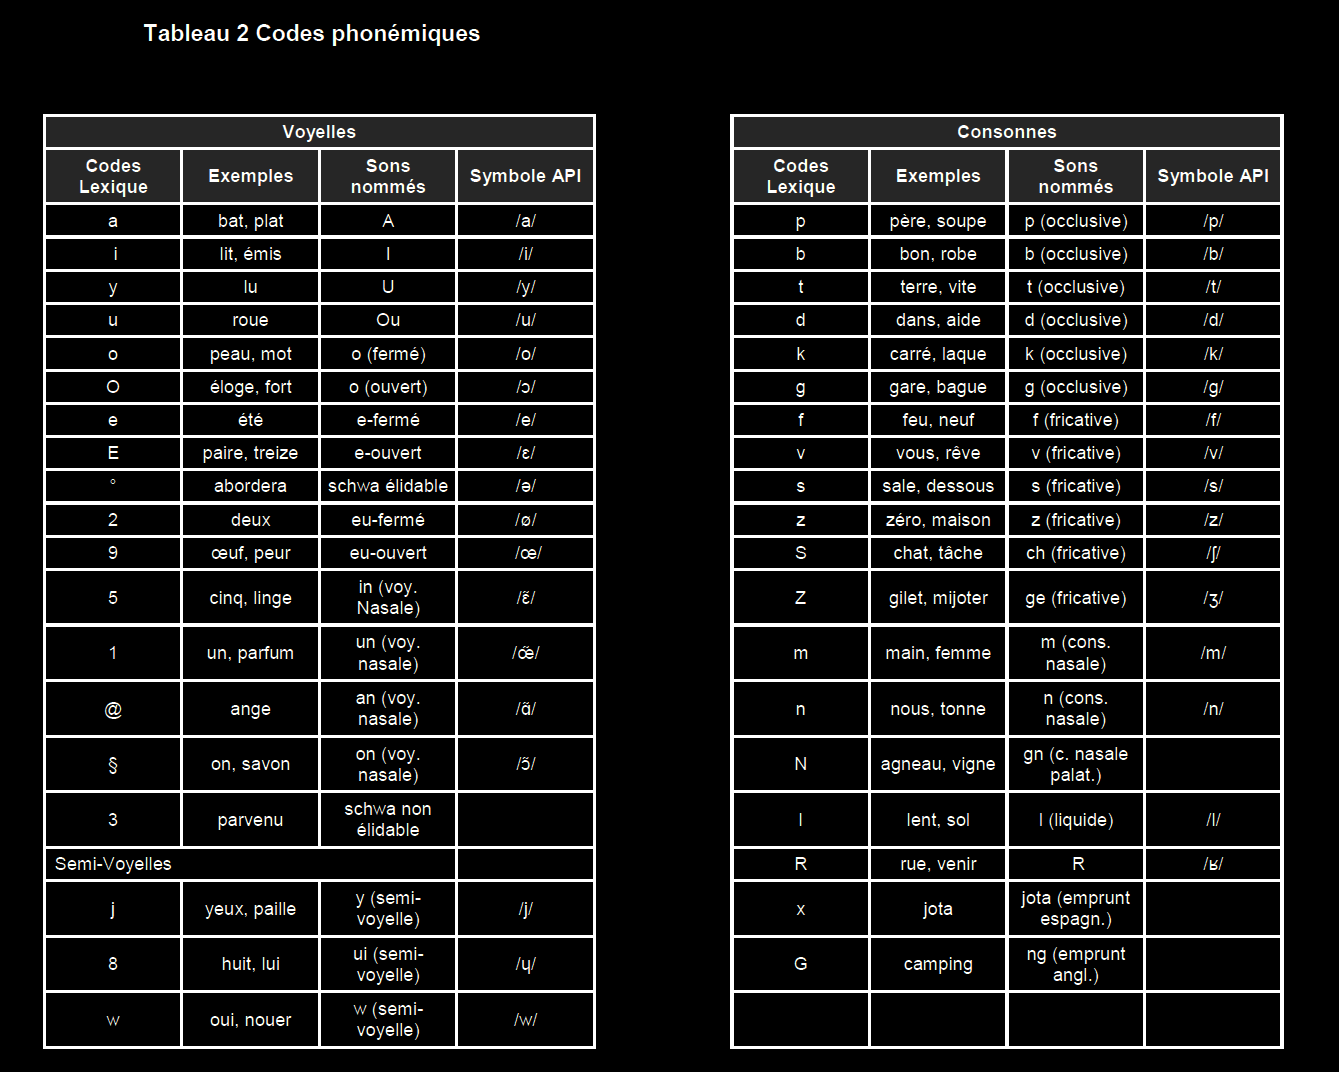 Tableau 2 Codes phonémiques
Voyelles
Codes Lexique | Exemples | Sons nommés | Symbole API
a | bat, plat | A | /a/
i | lit, émis | I | /i/
y | lu | U | /y/
u | roue | Ou | /u/
o | peau, mot | o (fermé) | /o/
O | éloge, fort | o (ouvert) | /ɔ/
e | été | e-fermé | /e/
E | paire, treize | e-ouvert | /ɛ/
° | abordera | schwa élidable | /ə/
2 | deux | eu-fermé | /ø/
9 | œuf, peur | eu-ouvert | /œ/
5 | cinq, linge | in (voy. Nasale) | /ɛ̃/
1 | un, parfum | un (voy. nasale) | /œ̃/
@ | ange | an (voy. nasale) | /ɑ̃/
§ | on, savon | on (voy. nasale) | /ɔ̃/
3 | parvenu | schwa non élidable
Semi-Voyelles
j | yeux, paille | y (semi-voyelle) | /j/
8 | huit, lui | ui (semi-voyelle) | /ɥ/
w | oui, nouer | w (semi-voyelle) | /w/
Consonnes
Codes Lexique | Exemples | Sons nommés | Symbole API
p | père, soupe | p (occlusive) | /p/
b | bon, robe | b (occlusive) | /b/
t | terre, vite | t (occlusive) | /t/
d | dans, aide | d (occlusive) | /d/
k | carré, laque | k (occlusive) | /k/
g | gare, bague | g (occlusive) | /g/
f | feu, neuf | f (fricative) | /f/
v | vous, rêve | v (fricative) | /v/
s | sale, dessous | s (fricative) | /s/
z | zéro, maison | z (fricative) | /z/
S | chat, tâche | ch (fricative) | /ʃ/
Z | gilet, mijoter | ge (fricative) | /ʒ/
m | main, femme | m (cons. nasale) | /m/
n | nous, tonne | n (cons. nasale) | /n/
N | agneau, vigne | gn (c. nasale palat.)
l | lent, sol | l (liquide) | /l/
R | rue, venir | R | /ʁ/
x | jota | jota (emprunt espagn.)
G | camping | ng (emprunt angl.)